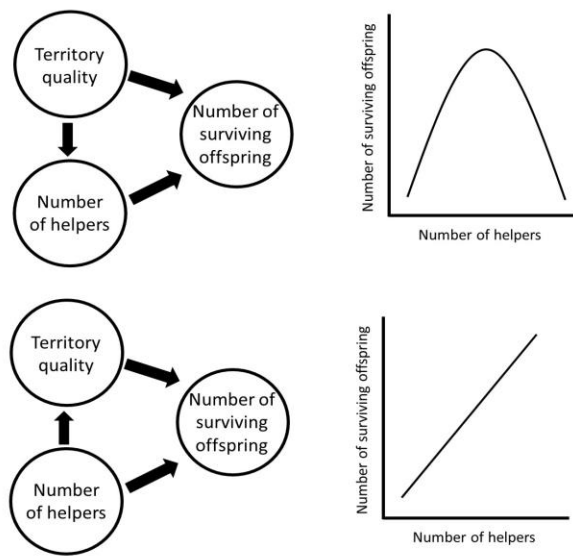 Territory
quality
Number of
surviving
offspring
Number
of helpers
Number of surviving offspring
Number of helpers
Territory
quality
Number of
surviving
offspring
Number
of helpers
Number of surviving offspring
Number of helpers